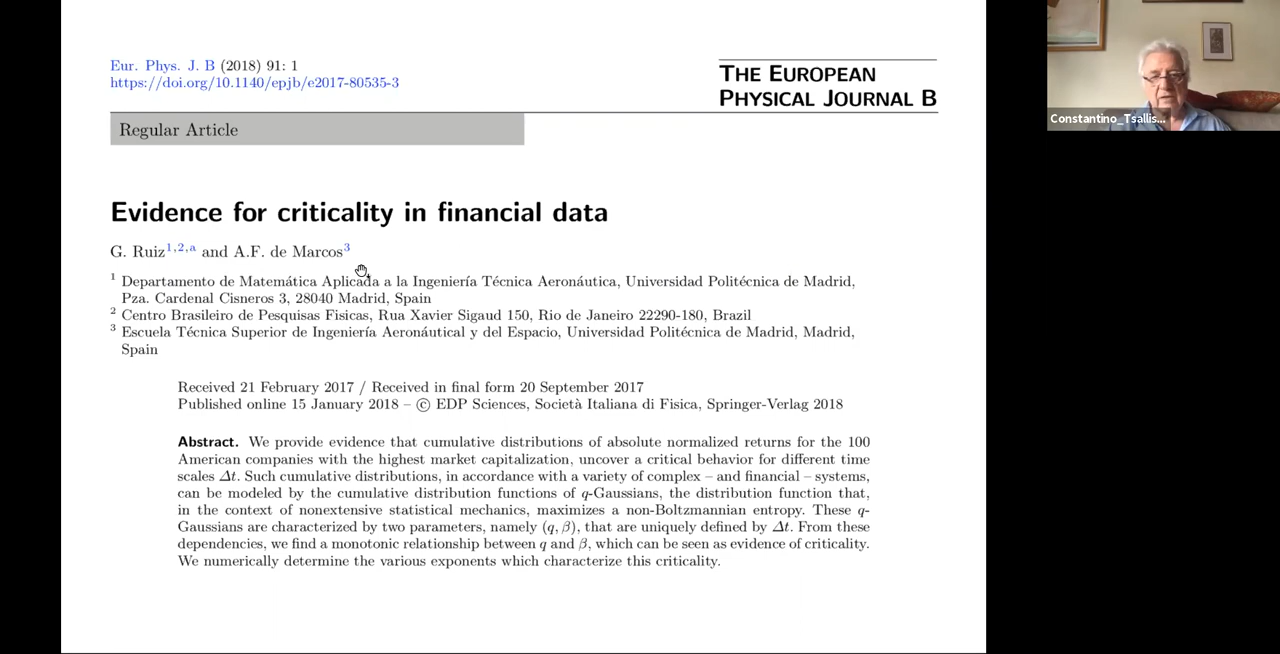 Eur. Phys. J. B (2018) 91: 1
https://doi.org/10.1140/epjb/e2017-80535-3
THE EUROPEAN
PHYSICAL JOURNAL B
Regular Article
Evidence for criticality in financial data
G. Ruiz1,2,a and A.F. de Marcos3
1 Departamento de Matemática Aplicada a la Ingeniería Técnica Aeronáutica, Universidad Politécnica de Madrid,
Pza. Cardenal Cisneros 3, 28040 Madrid, Spain
2 Centro Brasileiro de Pesquisas Fisicas, Rua Xavier Sigaud 150, Rio de Janeiro 22290-180, Brazil
3 Escuela Técnica Superior de Ingeniería Aeronáutical y del Espacio, Universidad Politécnica de Madrid, Madrid,
Spain
Received 21 February 2017 / Received in final form 20 September 2017
Published online 15 January 2018 – © EDP Sciences, Società Italiana di Fisica, Springer-Verlag 2018
Abstract. We provide evidence that cumulative distributions of absolute normalized returns for the 100
American companies with the highest market capitalization, uncover a critical behavior for different time
scales Δt. Such cumulative distributions, in accordance with a variety of complex – and financial – systems,
can be modeled by the cumulative distribution functions of q-Gaussians, the distribution function that,
in the context of nonextensive statistical mechanics, maximizes a non-Boltzmannian entropy. These q-
Gaussians are characterized by two parameters, namely (q, β), that are uniquely defined by Δt. From these
dependencies, we find a monotonic relationship between q and β, which can be seen as evidence of criticality.
We numerically determine the various exponents which characterize this criticality.
Constantino_Tsallis...